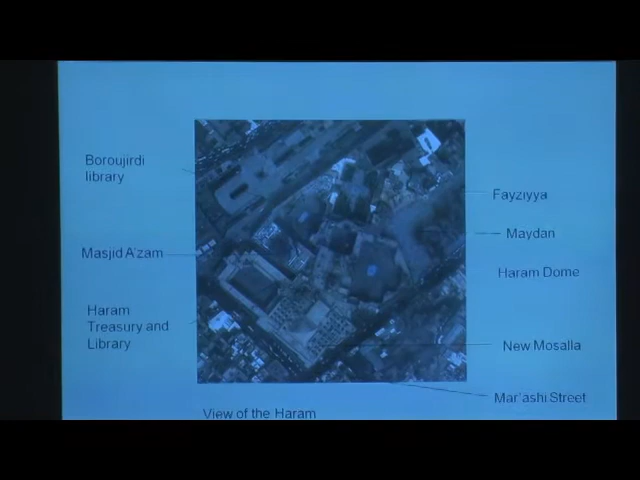 Boroujirdi
library
Masjid A'zam
Haram
Treasury and
Library
Fayziyya
Maydan
Haram Dome
New Mosalla
Mar'ashi Street
View of the Haram